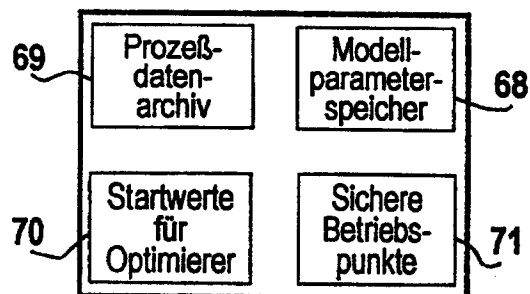 69
Prozeß-
daten-
archiv
Modell-
parameter-
speicher
68
70
Startwerte
für
Optimierer
Sichere
Betriebs-
punkte
71